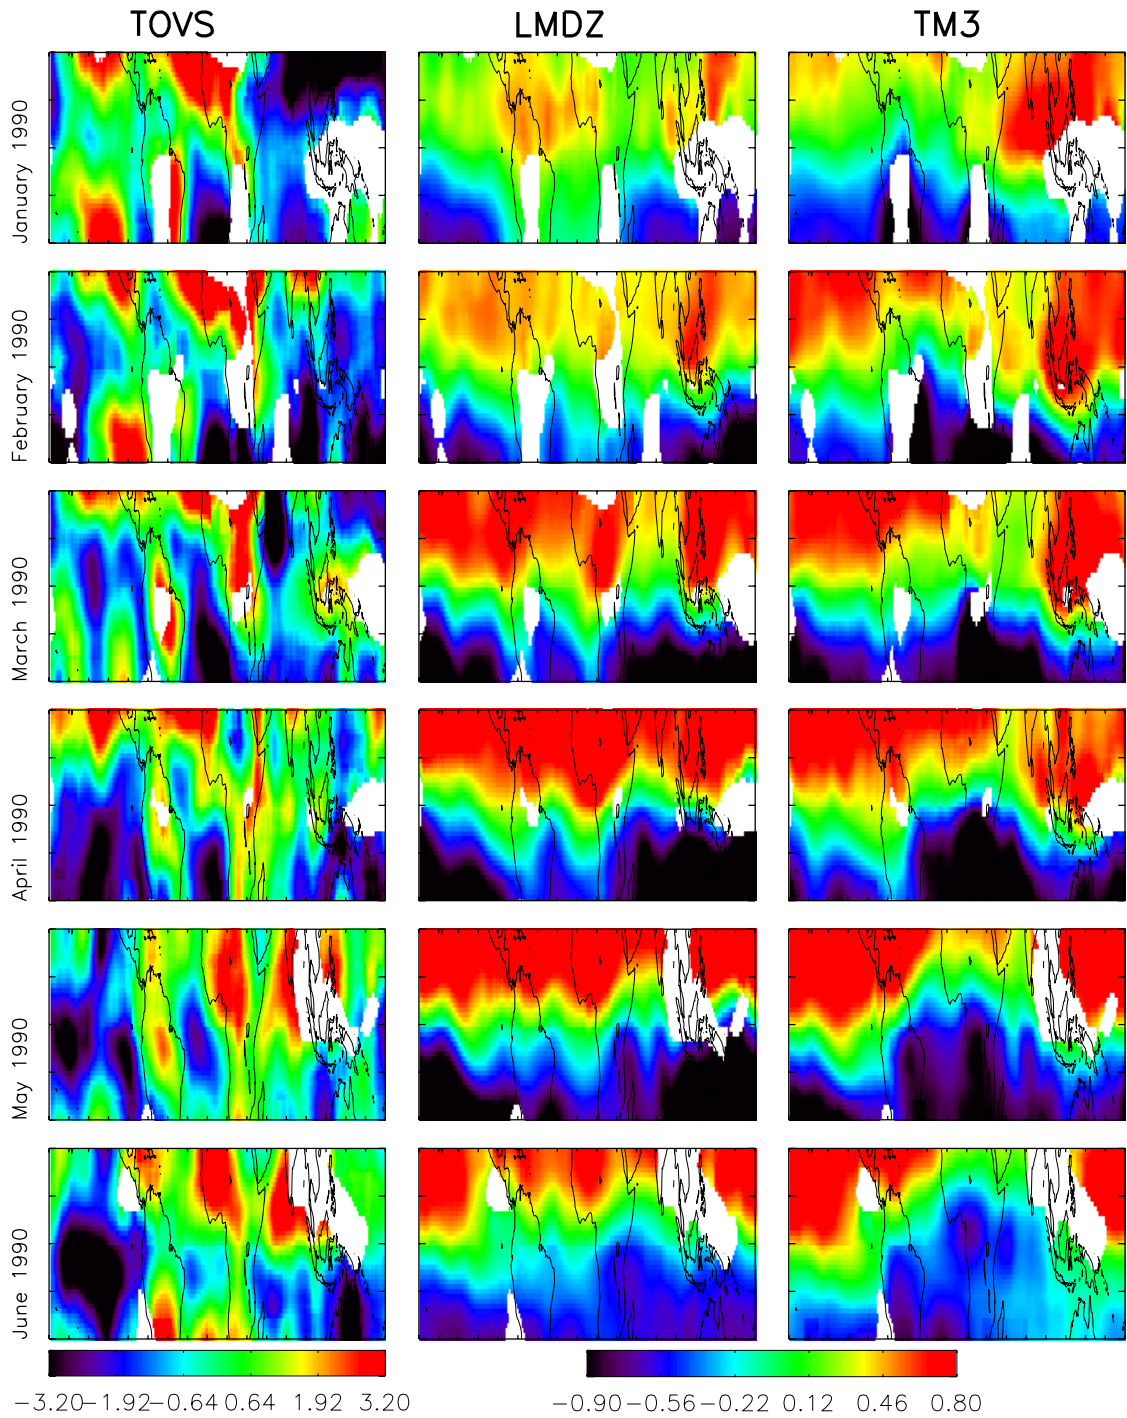 TOVS LMDZ TM3
January 1990
February 1990
March 1990
April 1990
May 1990
June 1990
−3.20 −1.92 −0.64 0.64 1.92 3.20
−0.90 −0.56 −0.22 0.12 0.46 0.80